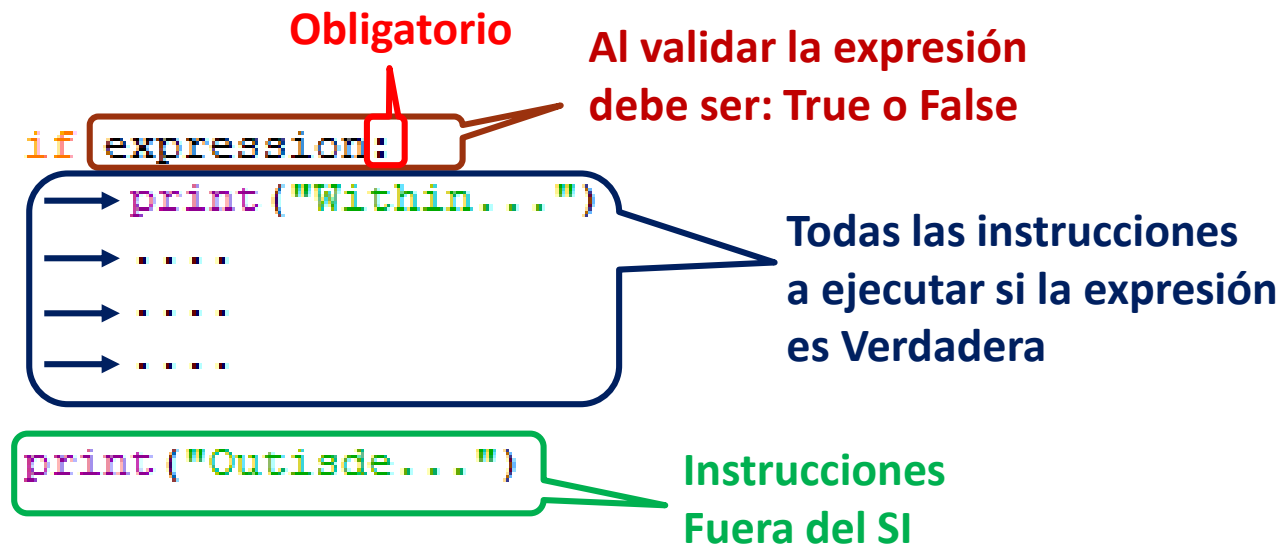 Obligatorio
Al validar la expresión
debe ser: True o False
if expression:
print("Within...")
....
....
....
Todas las instrucciones
a ejecutar si la expresión
es Verdadera
print("Outisde...")
Instrucciones
Fuera del SI